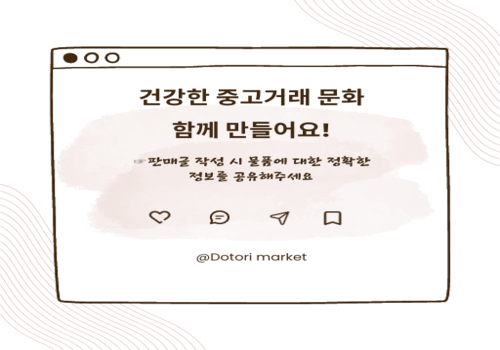 건강한 중고거래 문화
함께 만들어요!
☞판매글 작성 시 물품에 대한 정확한
정보를 공유해주세요
@Dotori market